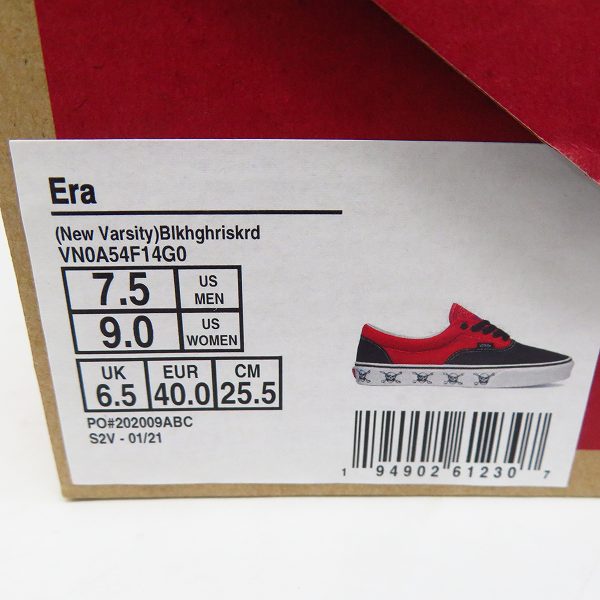 Era
(New Varsity)Blkhghriskrd
VN0A54F14G0
7.5 US MEN
9.0 US WOMEN
UK EUR CM
6.5 40.0 25.5
PO#202009ABC
S2V - 01/21
1 94902 61230 7